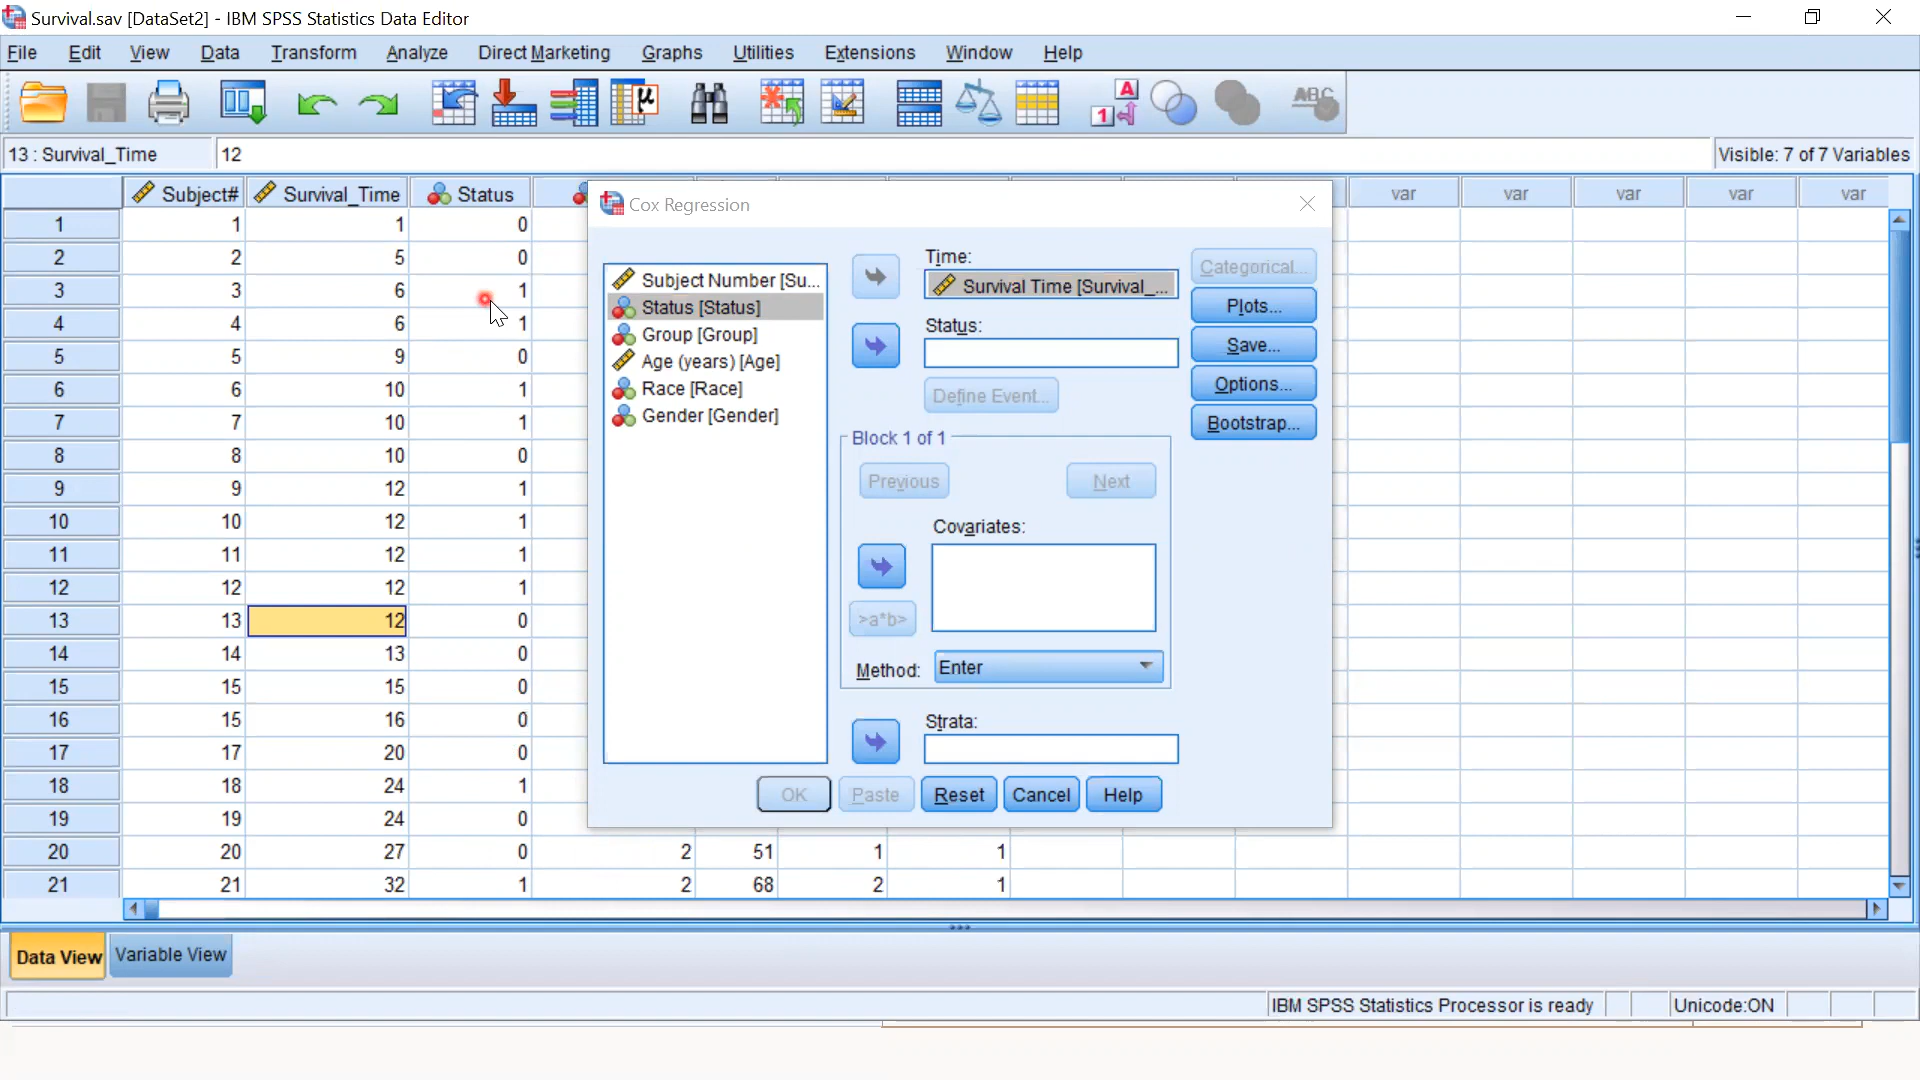 Survival.sav [DataSet2] - IBM SPSS Statistics Data Editor
File Edit View Data Transform Analyze Direct Marketing Graphs Utilities Extensions Window Help
μ A 1 ABC
13 : Survival_Time 12 Visible: 7 of 7 Variables
Subject# Survival_Time Status var var var var var
Cox Regression
1 1 1 0
2 2 5 0
3 3 6 1
4 4 6 1
5 5 9 0
6 6 10 1
7 7 10 1
8 8 10 0
9 9 12 1
10 10 12 1
11 11 12 1
12 12 12 1
13 13 12 0
14 14 13 0
15 15 15 0
16 15 16 0
17 17 20 0
18 18 24 1
19 19 24 0
20 20 27 0 2 51 1 1
21 21 32 1 2 68 2 1
Subject Number [Su...
Status [Status]
Group [Group]
Age (years) [Age]
Race [Race]
Gender [Gender]
Time:
Survival Time [Survival_...
Status:
Define Event...
Block 1 of 1
Previous Next
Covariates:
>a*b>
Method: Enter
Strata:
Categorical...
Plots...
Save...
Options...
Bootstrap...
OK Paste Reset Cancel Help
Data View Variable View
IBM SPSS Statistics Processor is ready Unicode:ON